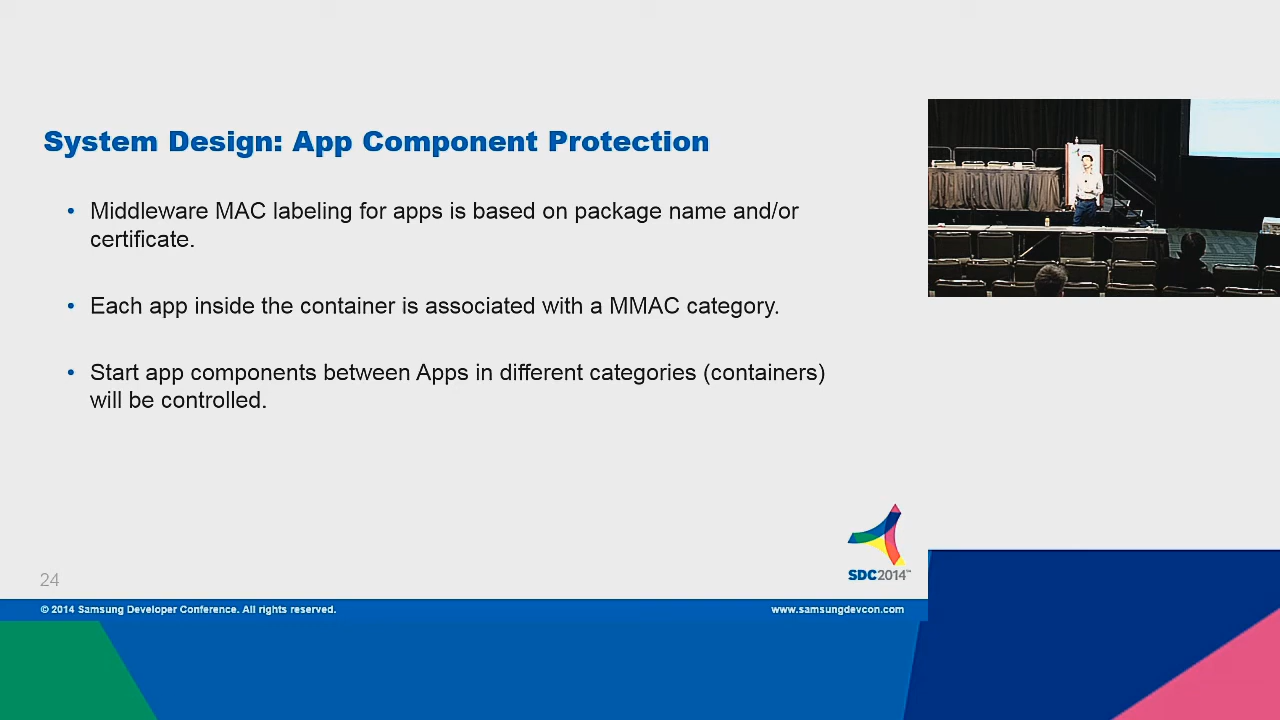 System Design: App Component Protection
• Middleware MAC labeling for apps is based on package name and/or
certificate.
• Each app inside the container is associated with a MMAC category.
• Start app components between Apps in different categories (containers)
will be controlled.
SDC2014™
24
© 2014 Samsung Developer Conference. All rights reserved.
www.samsungdevcon.com